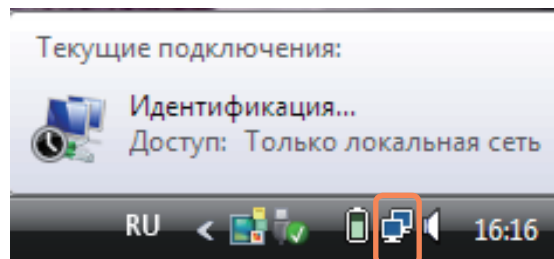 Текущие подключения:
Идентификация...
Доступ: Только локальная сеть
RU < 16:16